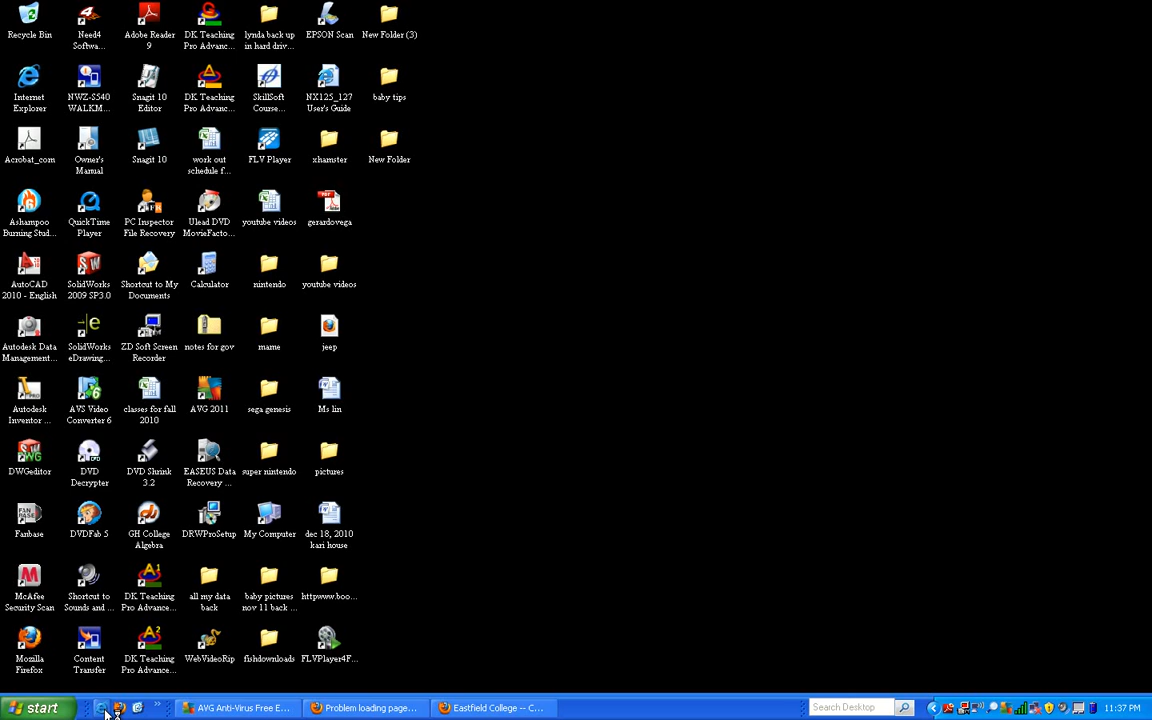 Recycle Bin
Need4
Softwa...
Adobe Reader
9
DK Teaching
Pro Advanc...
lynda back up
in hard driv...
EPSON Scan
New Folder (3)
Internet
Explorer
NWZ-S540
WALKM...
Snagit 10
Editor
DK Teaching
Pro Advanc...
SkillSoft
Course...
NX125_127
User's Guide
baby tips
Acrobat_com
Owner's
Manual
Snagit 10
work out
schedule f...
FLV Player
xhamster
New Folder
Ashampoo
Burning Stud...
QuickTime
Player
PC Inspector
File Recovery
Ulead DVD
MovieFacto...
youtube videos
gerardovega
AutoCAD
2010 - English
SolidWorks
2009 SP3.0
Shortcut to My
Documents
Calculator
nintendo
youtube videos
Autodesk Data
Management...
SolidWorks
eDrawing...
ZD Soft Screen
Recorder
notes for gov
mame
jeep
Autodesk
Inventor ...
AVS Video
Converter 6
classes for fall
2010
AVG 2011
sega genesis
Ms lin
DWGeditor
DVD
Decrypter
DVD Shrink
3.2
EASEUS Data
Recovery ...
super nintendo
pictures
FAN
BASE
Fanbase
DVDFab 5
GH College
Algebra
DRWProSetup
My Computer
dec 18, 2010
kari house
McAfee
Security Scan
Shortcut to
Sounds and ...
DK Teaching
Pro Advance...
all my data
back
baby pictures
nov 11 back ...
httpwww.boo...
Mozilla
Firefox
Content
Transfer
DK Teaching
Pro Advanc...
WebVideoRip
fishdownloads
FLVPlayer4F...
start
AVG Anti-Virus Free E...
Problem loading page...
Eastfield College -- C...
Search Desktop
11:37 PM